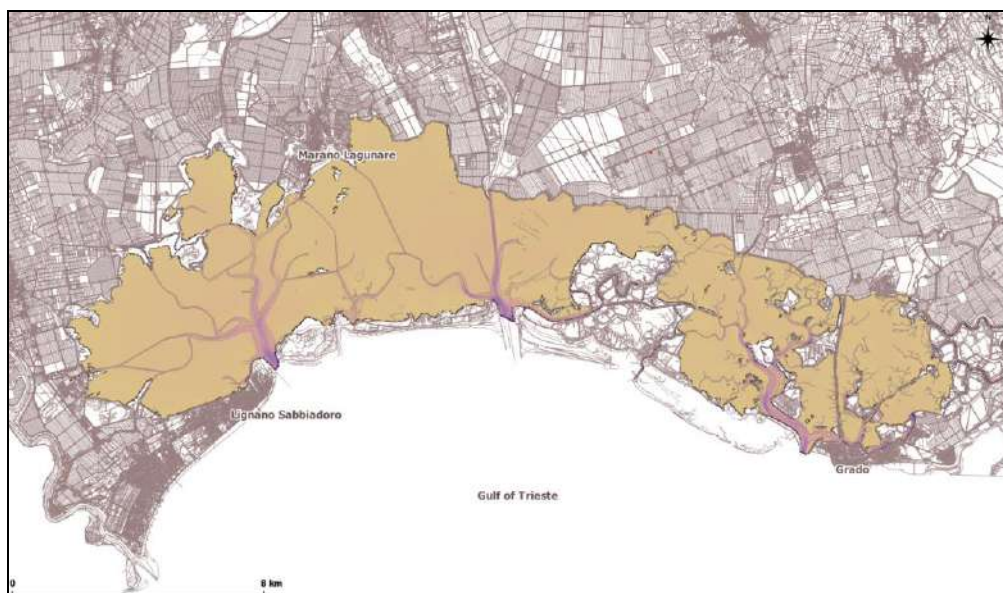 Marano Lagunare
Lignano Sabbiadoro
Grado
Gulf of Trieste
0 8 km